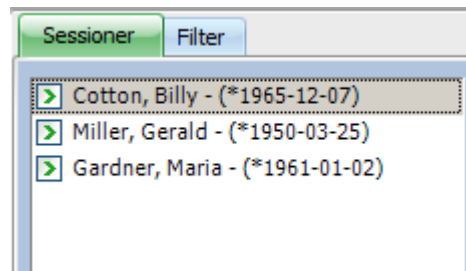 Sessioner Filter
Cotton, Billy - (*1965-12-07)
Miller, Gerald - (*1950-03-25)
Gardner, Maria - (*1961-01-02)